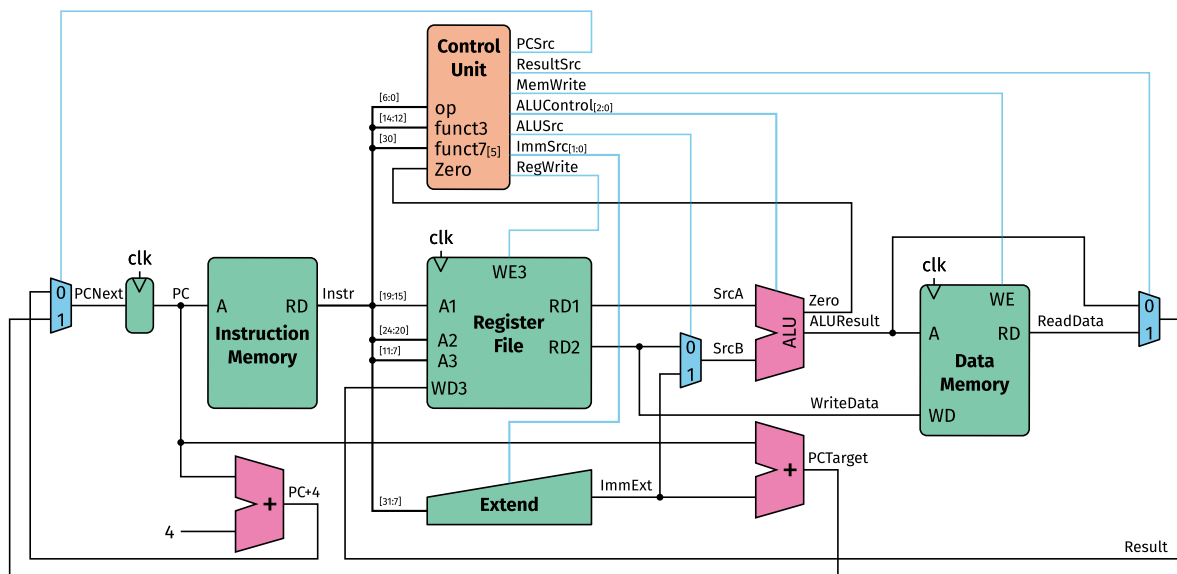 Control
Unit
PCSrc
ResultSrc
MemWrite
ALUControl[2:0]
ALUSrc
ImmSrc[1:0]
RegWrite
[6:0]
op
[14:12]
funct3
[30]
funct7[5]
Zero
clk
0
1
PCNext
clk
PC
A
RD
Instruction
Memory
Instr
[19:15]
[24:20]
[11:7]
WE3
A1
A2
A3
WD3
Register
File
RD1
RD2
0
1
SrcA
SrcB
ALU
Zero
ALUResult
clk
WE
A
RD
Data
Memory
WD
ReadData
0
1
WriteData
PC+4
+
4
[31:7]
Extend
ImmExt
+
PCTarget
Result